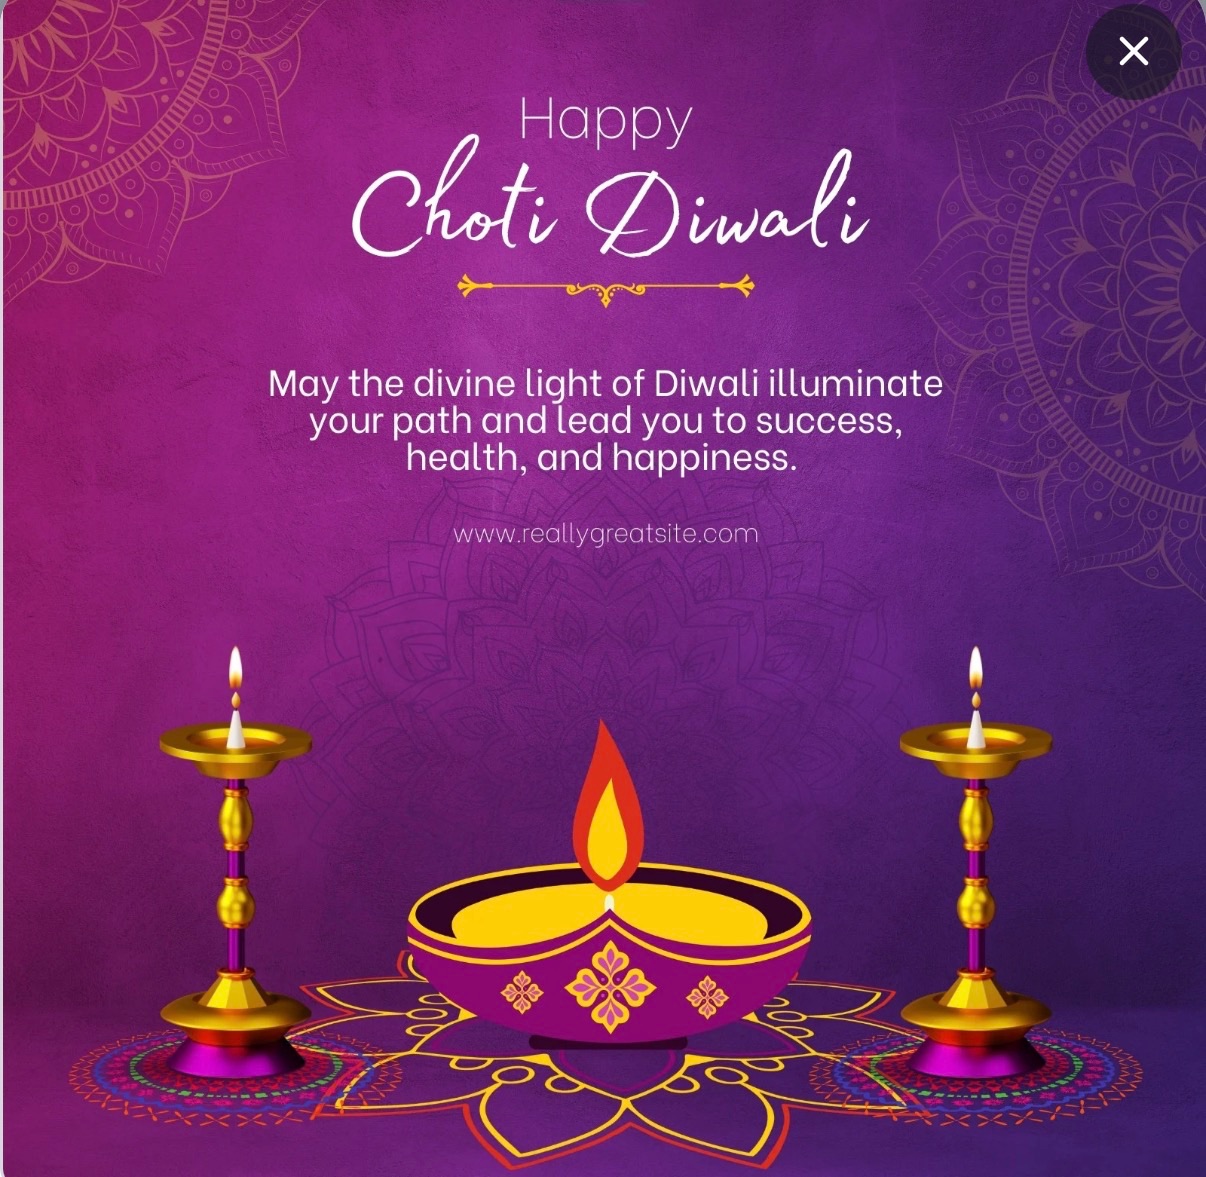 Happy
Choti Diwali
May the divine light of Diwali illuminate
your path and lead you to success,
health, and happiness.
www.reallygreatsite.com